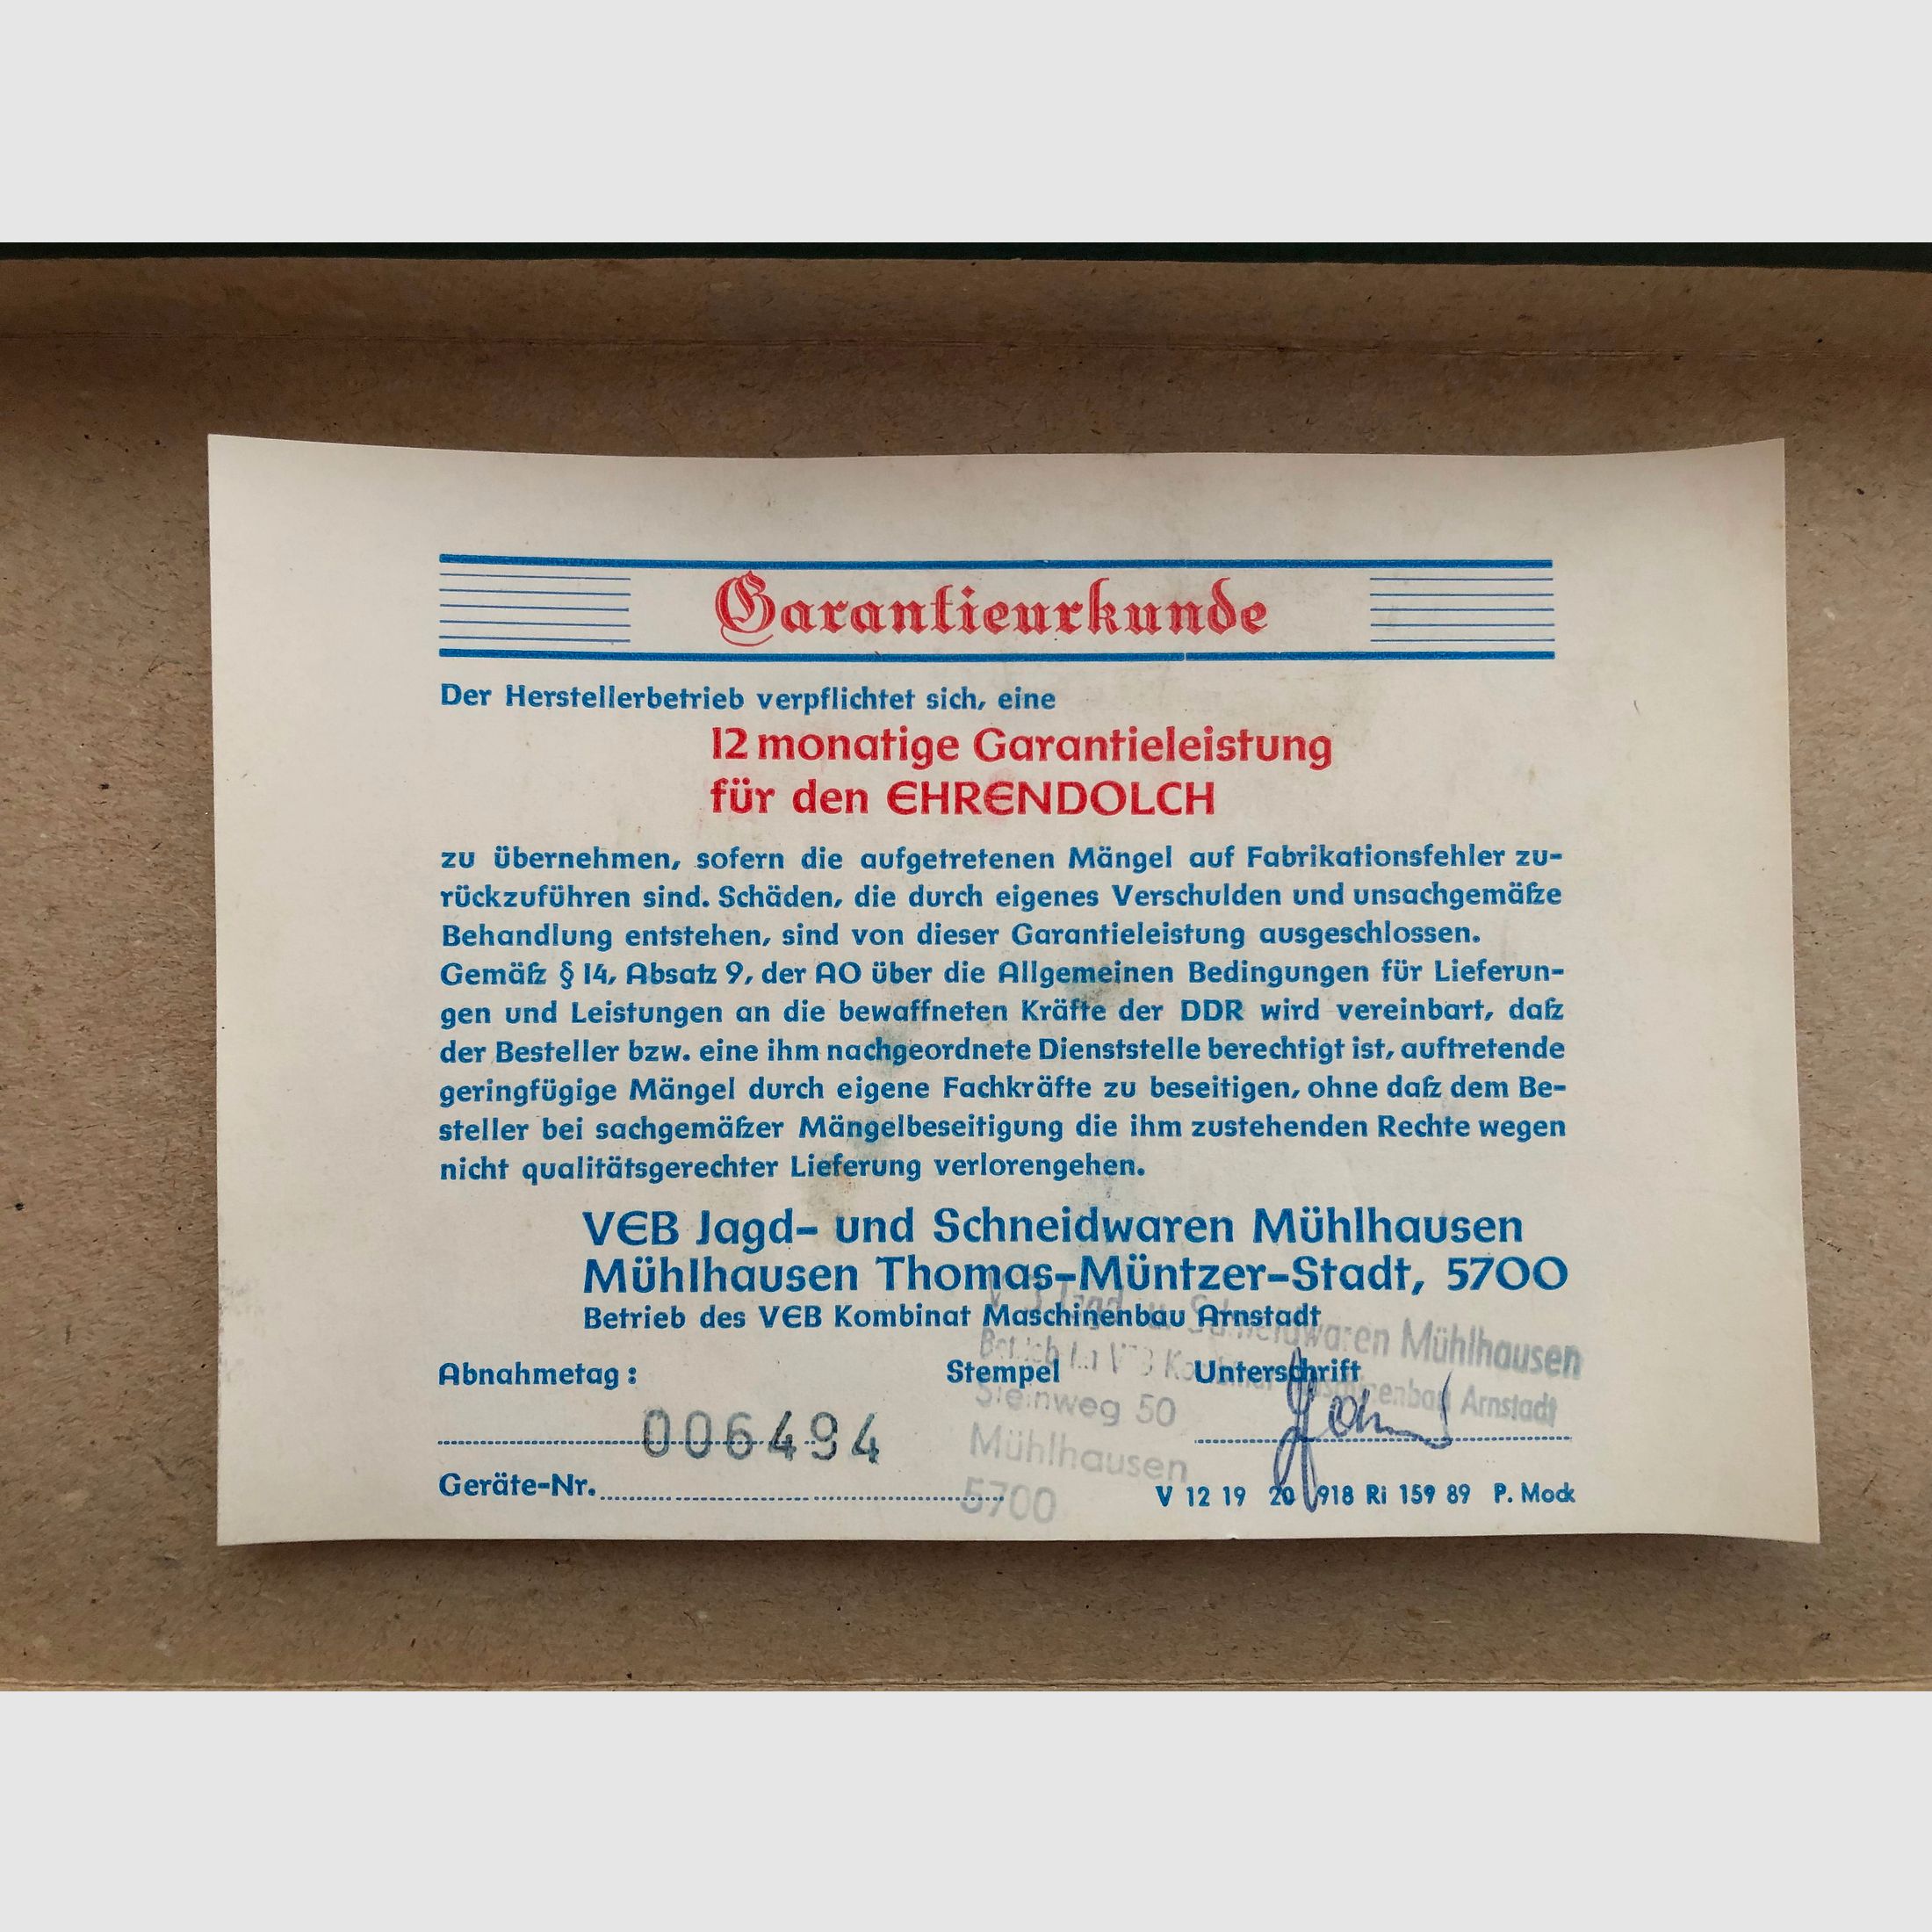 Garantieurkunde
Der Herstellerbetrieb verpflichtet sich, eine
12 monatige Garantieleistung
für den EHRENDOLCH
zu übernehmen, sofern die aufgetretenen Mängel auf Fabrikationsfehler zu-
rückzuführen sind. Schäden, die durch eigenes Verschulden und unsachgemäße
Behandlung entstehen, sind von dieser Garantieleistung ausgeschlossen.
Gemäß § 14, Absatz 9, der AO über die Allgemeinen Bedingungen für Lieferun-
gen und Leistungen an die bewaffneten Kräfte der DDR wird vereinbart, daß
der Besteller bzw. eine ihm nachgeordnete Dienststelle berechtigt ist, auftretende
geringfügige Mängel durch eigene Fachkräfte zu beseitigen, ohne daß dem Be-
steller bei sachgemäßer Mängelbeseitigung die ihm zustehenden Rechte wegen
nicht qualitätsgerechter Lieferung verlorengehen.
VEB Jagd- und Schneidwaren Mühlhausen
Mühlhausen Thomas-Müntzer-Stadt, 5700
Betrieb des VEB Kombinat Maschinenbau Arnstadt
Jagd- u. Schneidwaren Mühlhausen
Maschinenbau Arnstadt
Steinweg 50
Mühlhausen
5700
Abnahmetag: Stempel Unterschrift
006494
Geräte-Nr. V 12 19 20 918 Ri 159 89 P. Mock